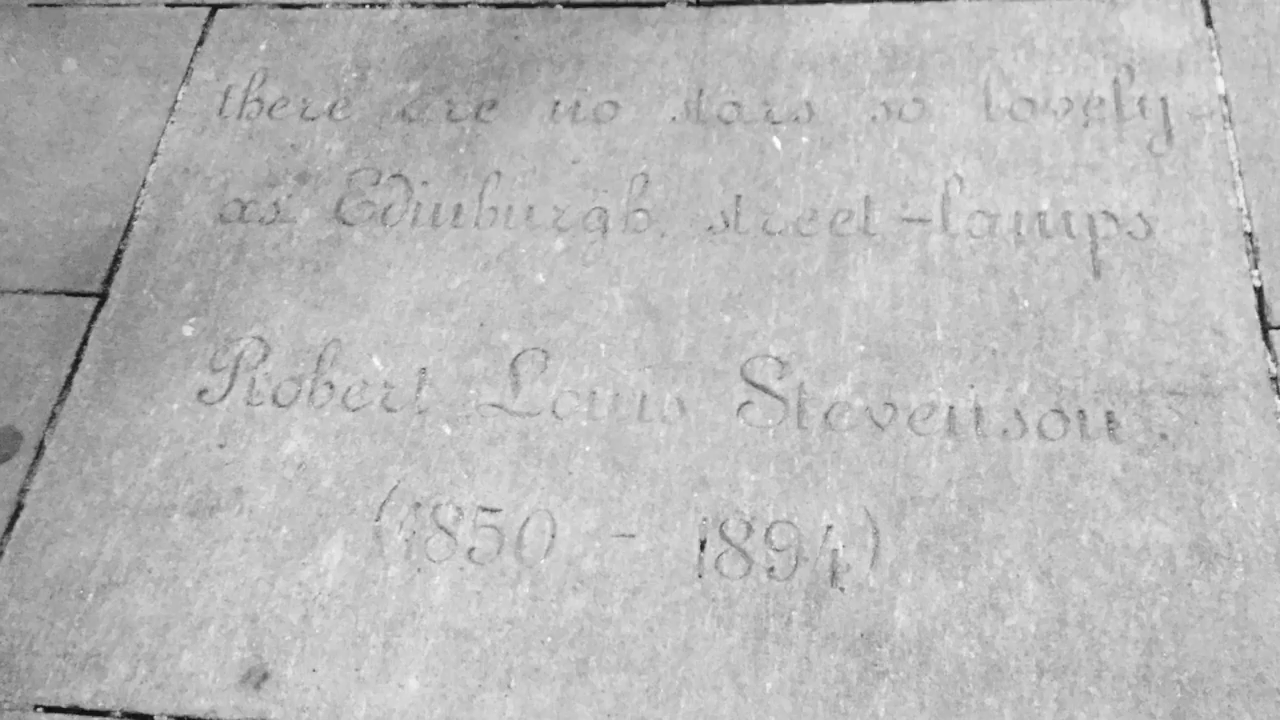 there are no stars so lovely
as Edinburgh street-lamps
Robert Louis Stevenson.
(1850 - 1894)